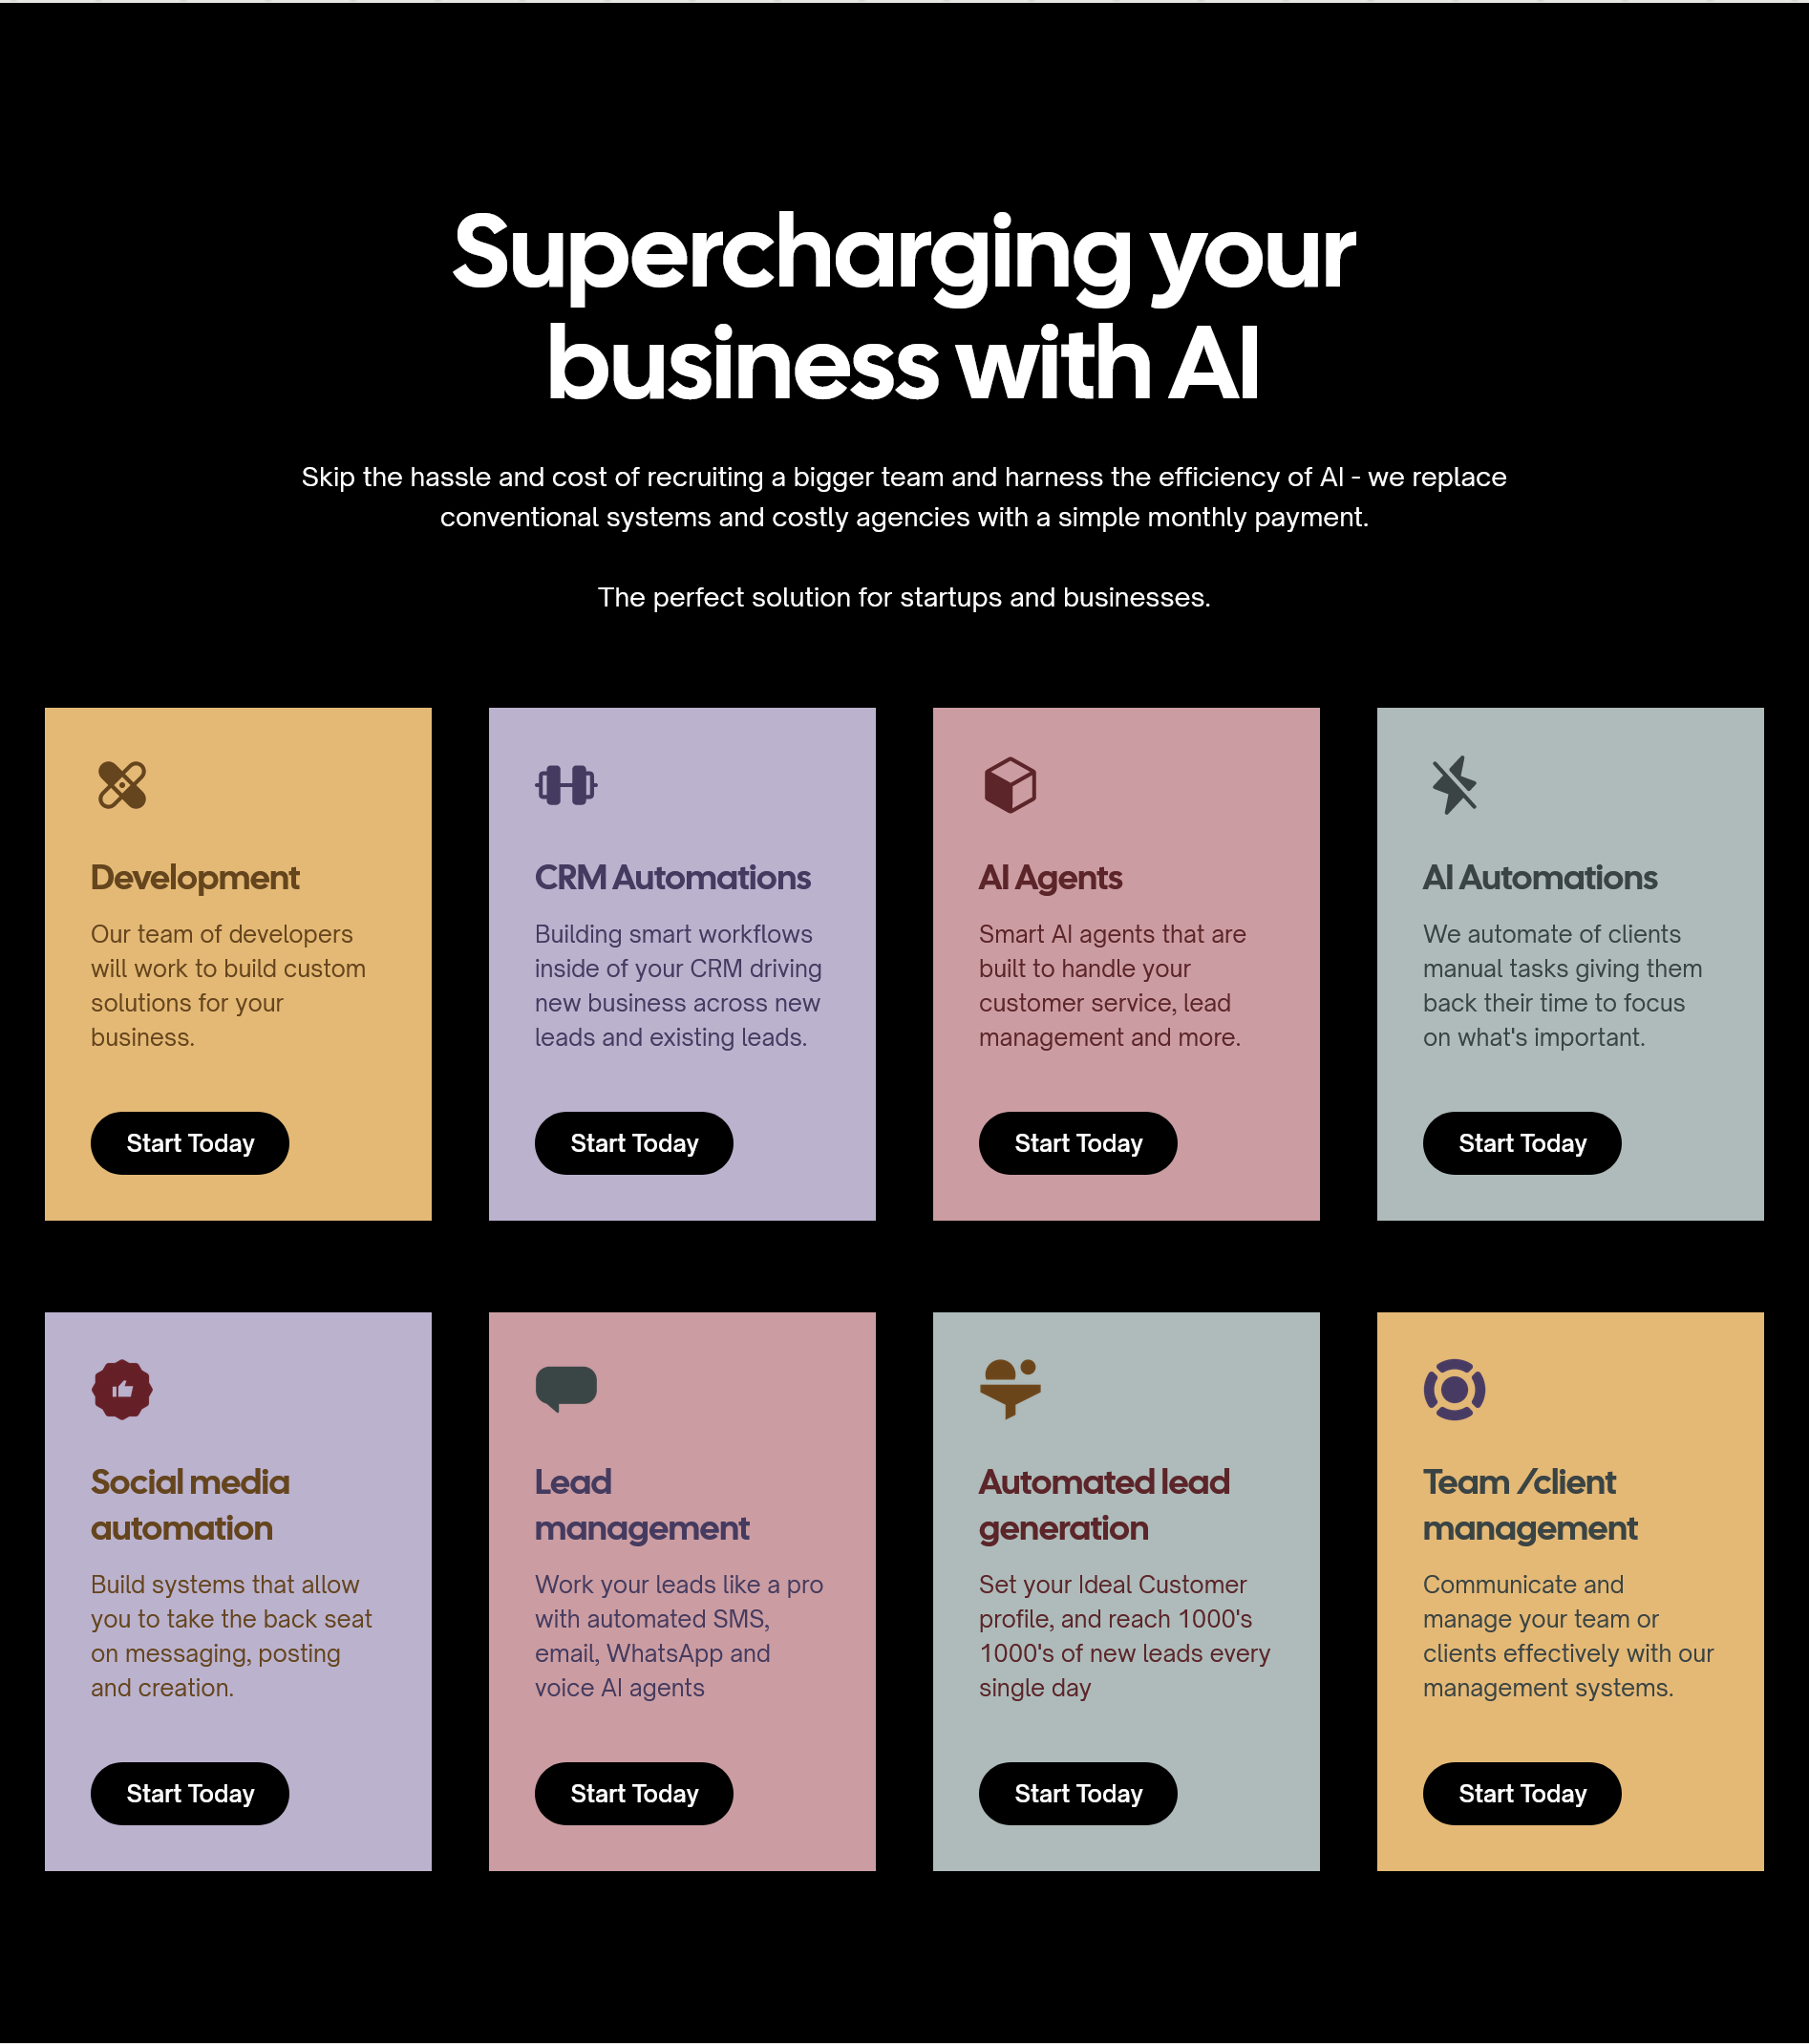 Supercharging your
business with AI
Skip the hassle and cost of recruiting a bigger team and harness the efficiency of AI - we replace
conventional systems and costly agencies with a simple monthly payment.
The perfect solution for startups and businesses.
Development
Our team of developers
will work to build custom
solutions for your
business.
Start Today
CRM Automations
Building smart workflows
inside of your CRM driving
new business across new
leads and existing leads.
Start Today
AI Agents
Smart AI agents that are
built to handle your
customer service, lead
management and more.
Start Today
AI Automations
We automate of clients
manual tasks giving them
back their time to focus
on what's important.
Start Today
Social media
automation
Build systems that allow
you to take the back seat
on messaging, posting
and creation.
Start Today
Lead
management
Work your leads like a pro
with automated SMS,
email, WhatsApp and
voice AI agents
Start Today
Automated lead
generation
Set your Ideal Customer
profile, and reach 1000's
1000's of new leads every
single day
Start Today
Team /client
management
Communicate and
manage your team or
clients effectively with our
management systems.
Start Today